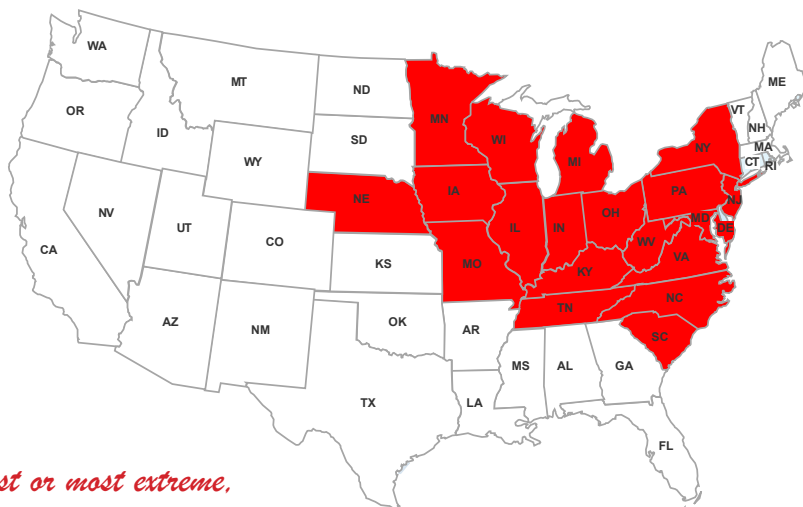 WA
ME
MT
ND
VT
OR
MN
NH
ID
SD
WI
MA
NY
CT
RI
WY
MI
IA
PA
NE
NJ
NV
OH
MD
IL
IN
DE
UT
CO
WV
CA
VA
KS
MO
KY
NC
TN
AZ
OK
NM
AR
SC
MS
AL
GA
TX
LA
FL
or most extreme,